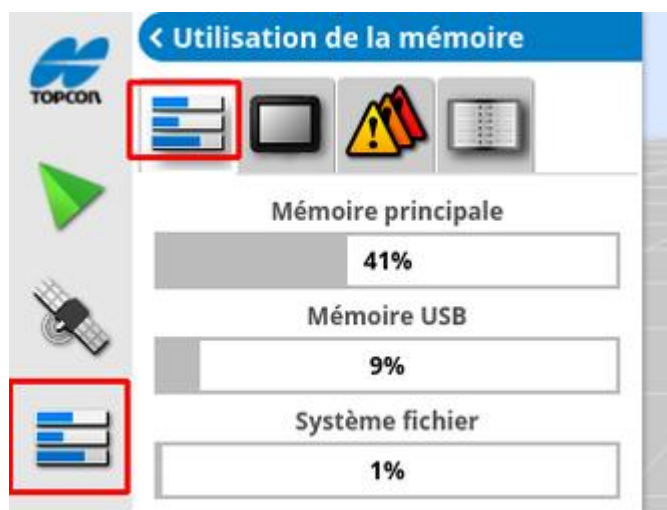 < Utilisation de la mémoire
TOPCON
Mémoire principale
41%
Mémoire USB
9%
Système fichier
1%